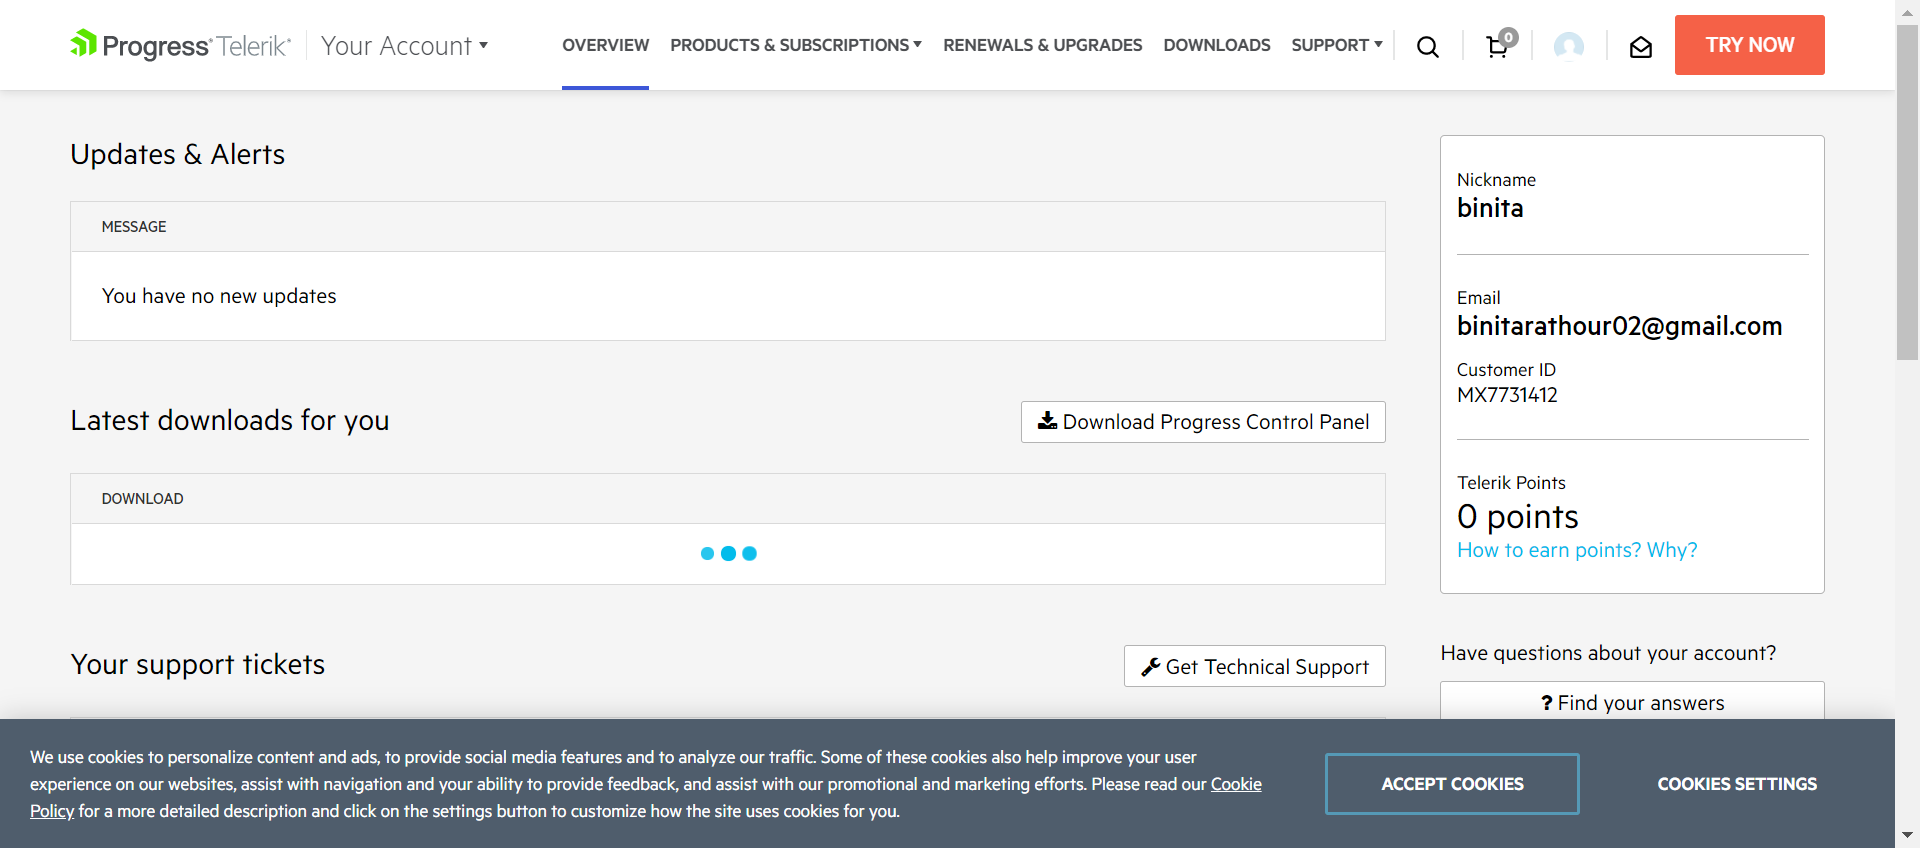 Progress Telerik
Your Account
OVERVIEW
PRODUCTS & SUBSCRIPTIONS
RENEWALS & UPGRADES
DOWNLOADS
SUPPORT
0
TRY NOW
Updates & Alerts
MESSAGE
You have no new updates
Latest downloads for you
Download Progress Control Panel
DOWNLOAD
Your support tickets
Get Technical Support
Nickname
binita
Email
binitarathour02@gmail.com
Customer ID
MX7731412
Telerik Points
0 points
How to earn points? Why?
Have questions about your account?
? Find your answers
We use cookies to personalize content and ads, to provide social media features and to analyze our traffic. Some of these cookies also help improve your user
experience on our websites, assist with navigation and your ability to provide feedback, and assist with our promotional and marketing efforts. Please read our Cookie
Policy for a more detailed description and click on the settings button to customize how the site uses cookies for you.
ACCEPT COOKIES
COOKIES SETTINGS